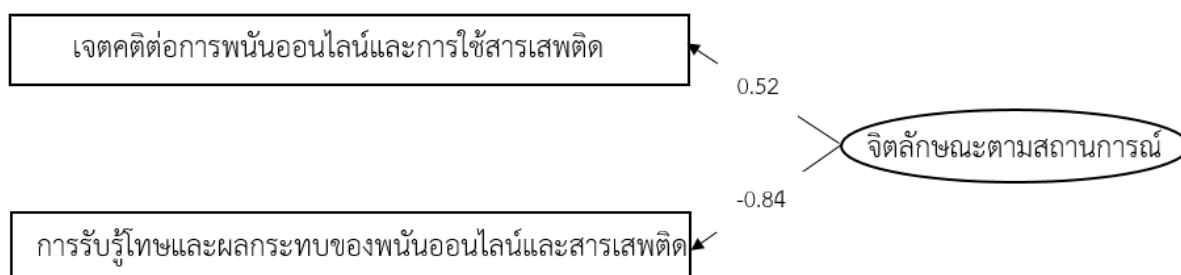 เจตคติต่อการพนันออนไลน์และการใช้สารเสพติด
0.52
จิตลักษณะตามสถานการณ์
-0.84
การรับรู้โทษและผลกระทบของพนันออนไลน์และสารเสพติด